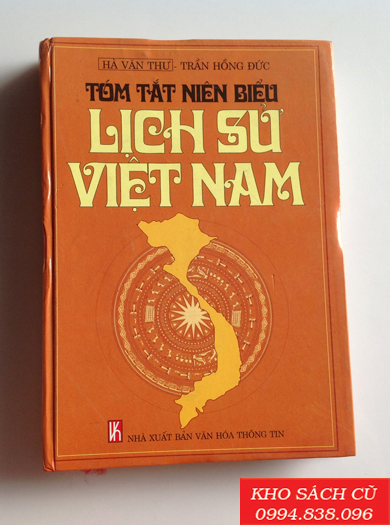 HÀ VĂN THƯ - TRẦN HỒNG ĐỨC
TÓM TẮT NIÊN BIỂU
LỊCH SỬ
VIỆT NAM
VK
NHÀ XUẤT BẢN VĂN HÓA THÔNG TIN
KHO SÁCH CŨ
0994.838.096